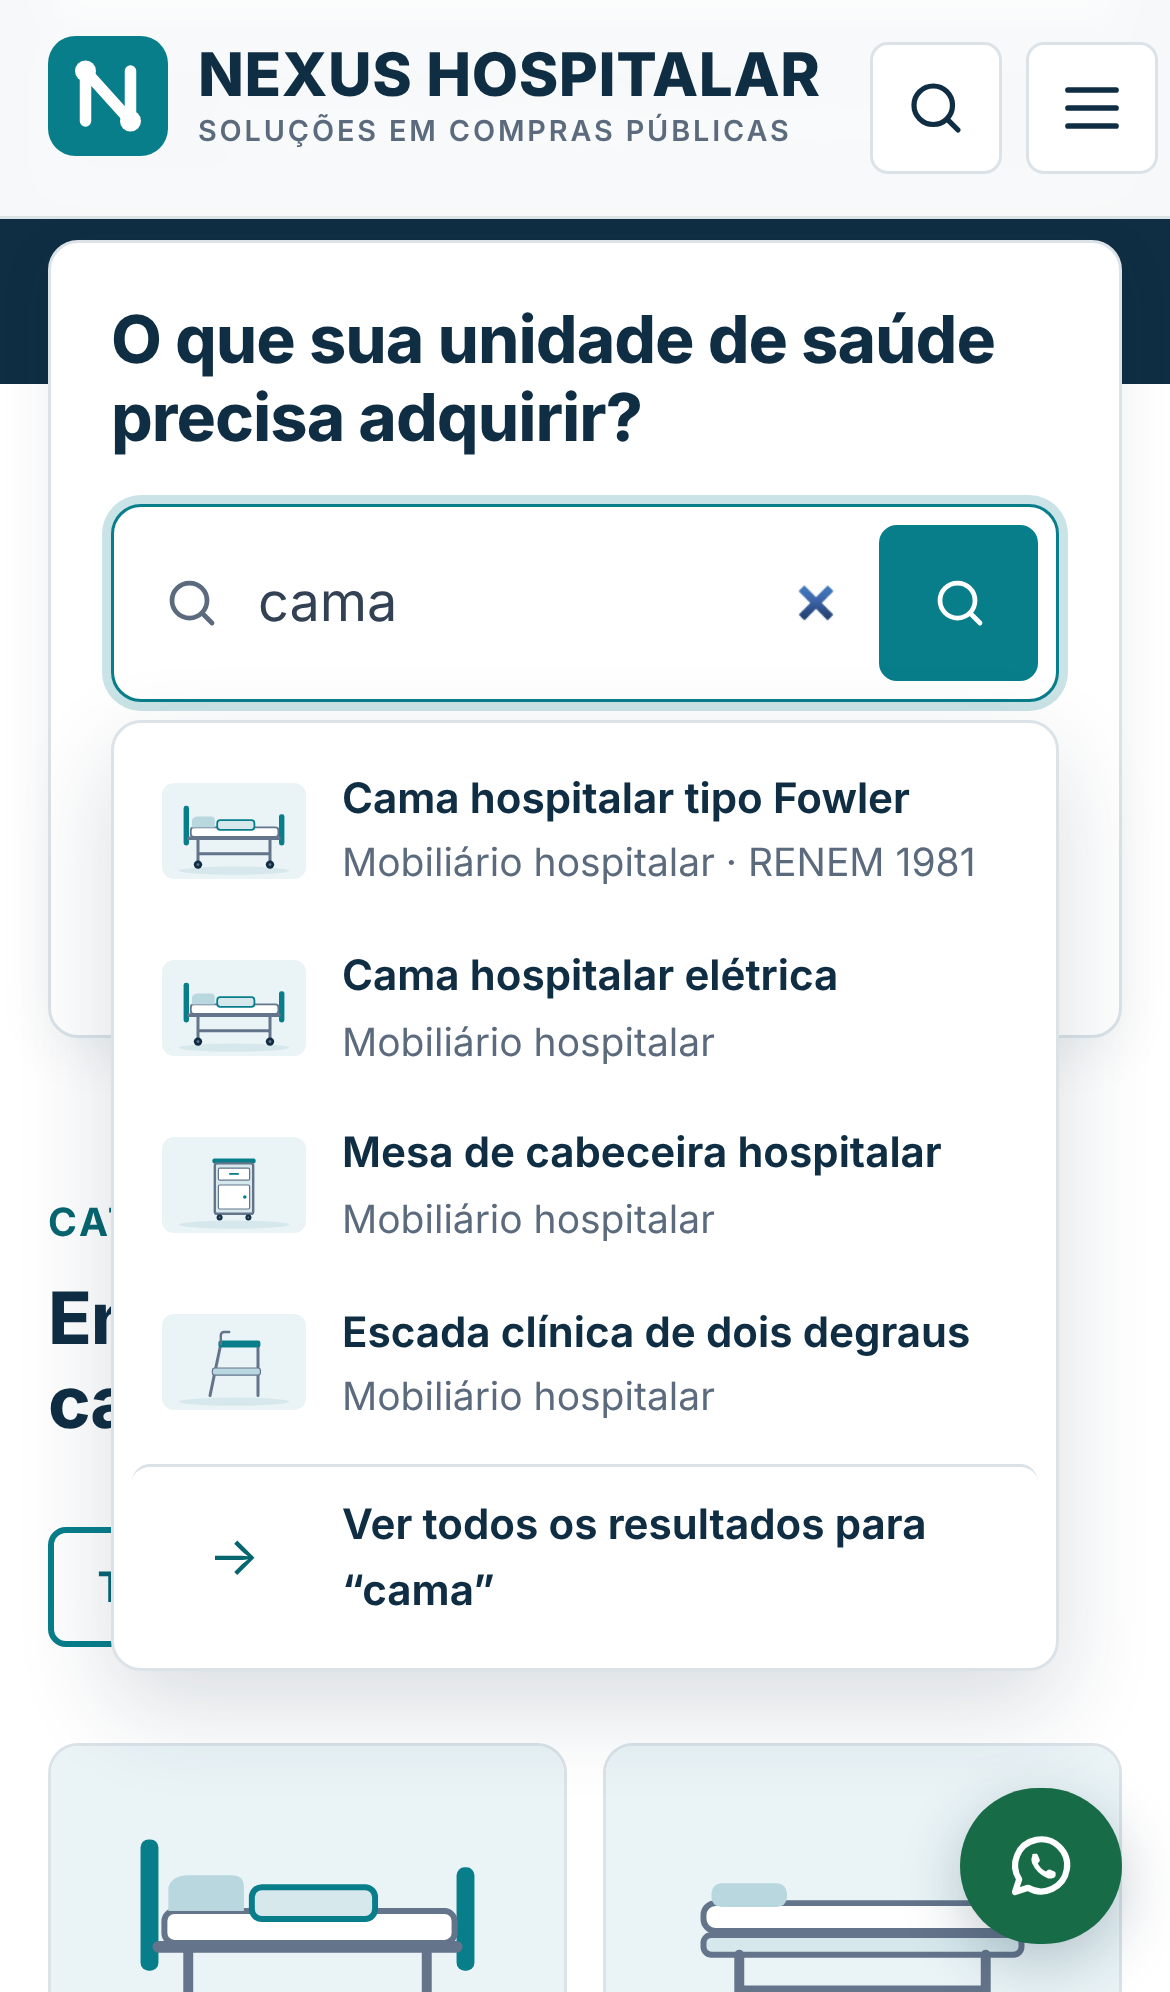 NEXUS HOSPITALAR
SOLUÇÕES EM COMPRAS PÚBLICAS
O que sua unidade de saúde
precisa adquirir?
cama
Cama hospitalar tipo Fowler
Mobiliário hospitalar · RENEM 1981
Cama hospitalar elétrica
Mobiliário hospitalar
Mesa de cabeceira hospitalar
Mobiliário hospitalar
Escada clínica de dois degraus
Mobiliário hospitalar
Ver todos os resultados para
“cama”